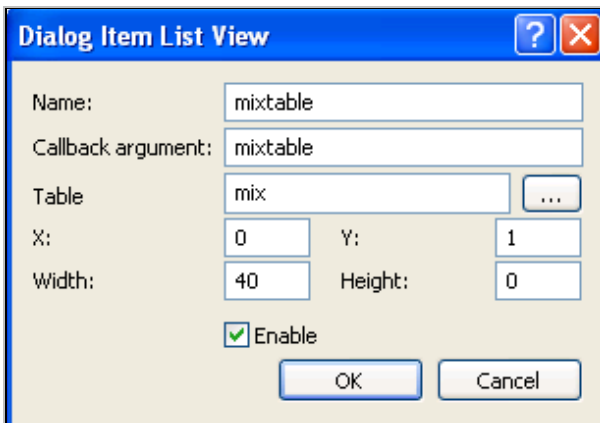 Dialog Item List View ?
Name: mixtable
Callback argument: mixtable
Table mix ...
X: 0 Y: 1
Width: 40 Height: 0
Enable
OK Cancel